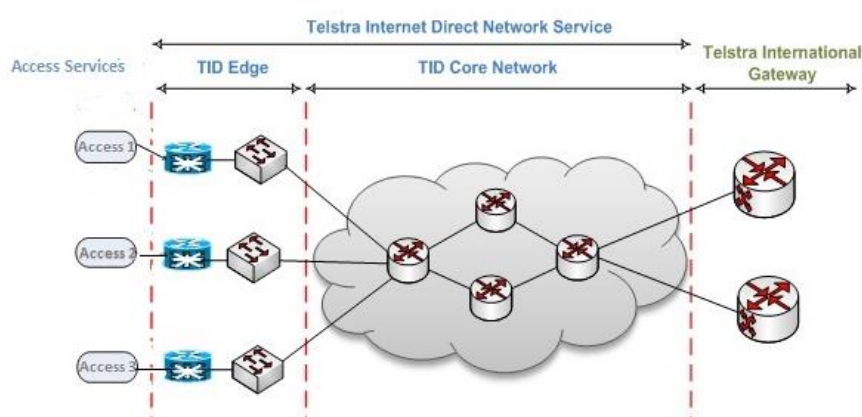 Telstra Internet Direct Network Service
Access Services
TID Edge
TID Core Network
Telstra International
Gateway
Access 1
Access 2
Access 3